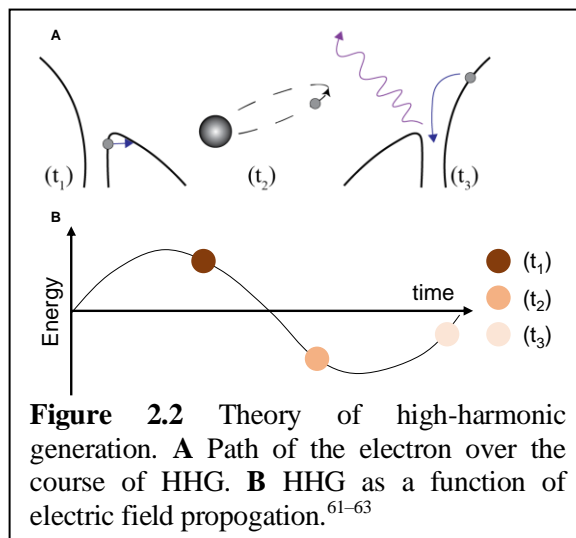 A
(t₁)
(t₂)
(t₃)
B
Energy
time
(t₁)
(t₂)
(t₃)
Figure 2.2 Theory of high-harmonic
generation. A Path of the electron over the
course of HHG. B HHG as a function of
electric field propogation.⁶¹⁻⁶³